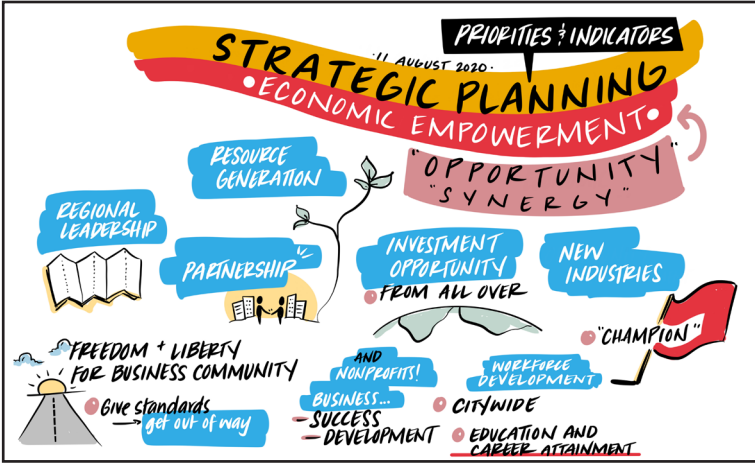 PRIORITIES & INDICATORS
·11 AUGUST 2020·
STRATEGIC PLANNING
•ECONOMIC EMPOWERMENT•
"OPPORTUNITY"
"SYNERGY"
RESOURCE
GENERATION
REGIONAL
LEADERSHIP
PARTNERSHIP
INVESTMENT
OPPORTUNITY
FROM ALL OVER
NEW
INDUSTRIES
"CHAMPION"
FREEDOM + LIBERTY
FOR BUSINESS COMMUNITY
Give standards
→ get out of way
AND
NONPROFITS!
BUSINESS...
- SUCCESS
- DEVELOPMENT
WORKFORCE
DEVELOPMENT
CITYWIDE
EDUCATION AND
CAREER ATTAINMENT